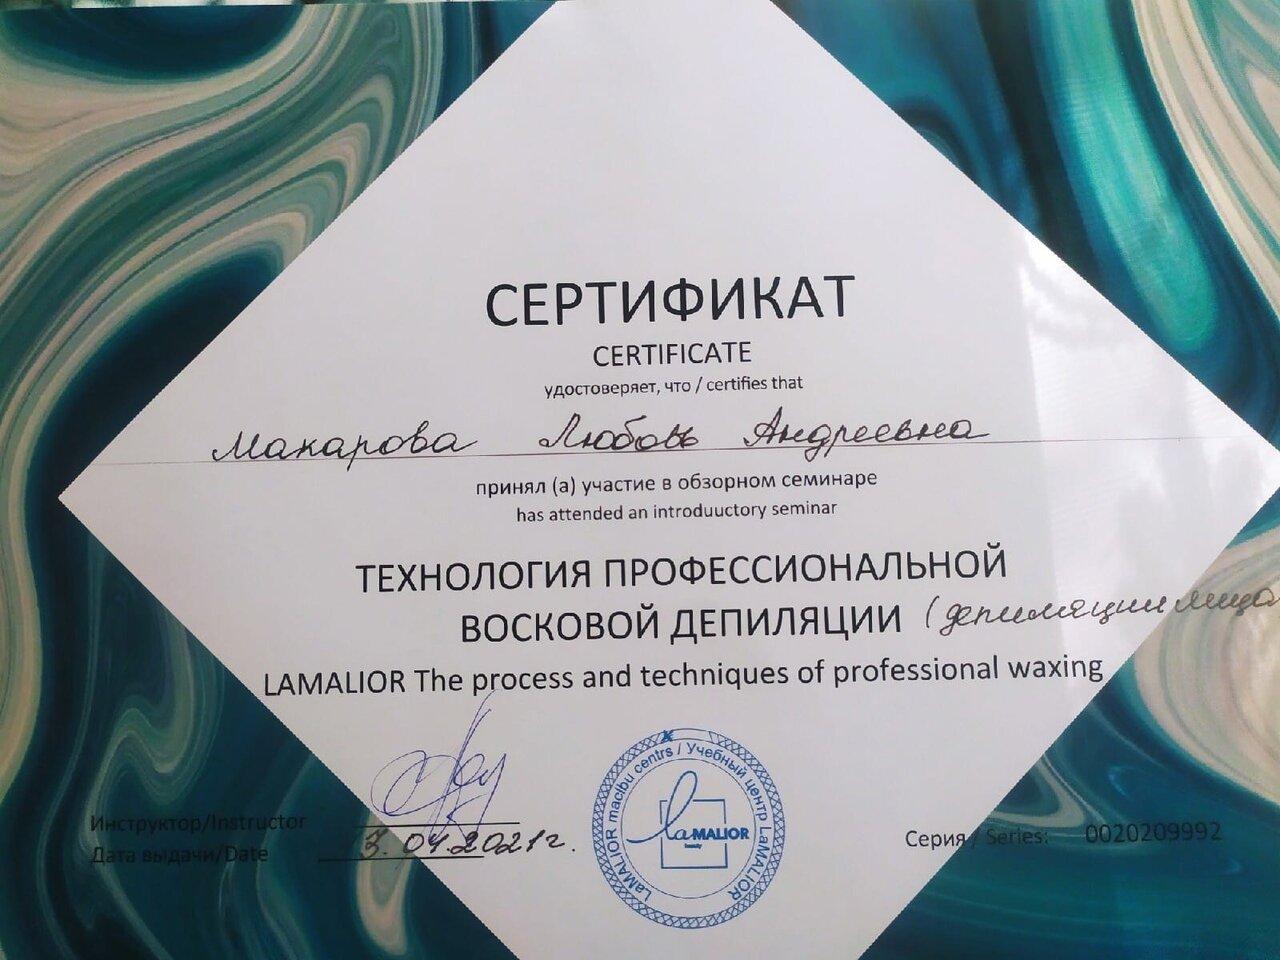 СЕРТИФИКАТ
CERTIFICATE
удостоверяет, что / certifies that
Макарова Любовь Андреевна
принял (а) участие в обзорном семинаре
has attended an introduuctory seminar
ТЕХНОЛОГИЯ ПРОФЕССИОНАЛЬНОЙ
ВОСКОВОЙ ДЕПИЛЯЦИИ (депиляции лица
LAMALIOR The process and techniques of professional waxing
Инструктор/Instructor
Дата выдачи/Date 3. 04.2021г.
LaMALIOR macibu centrs / Учебный центр LaMALIOR
laMALIOR
beauty
Серия / Series: 0020209992